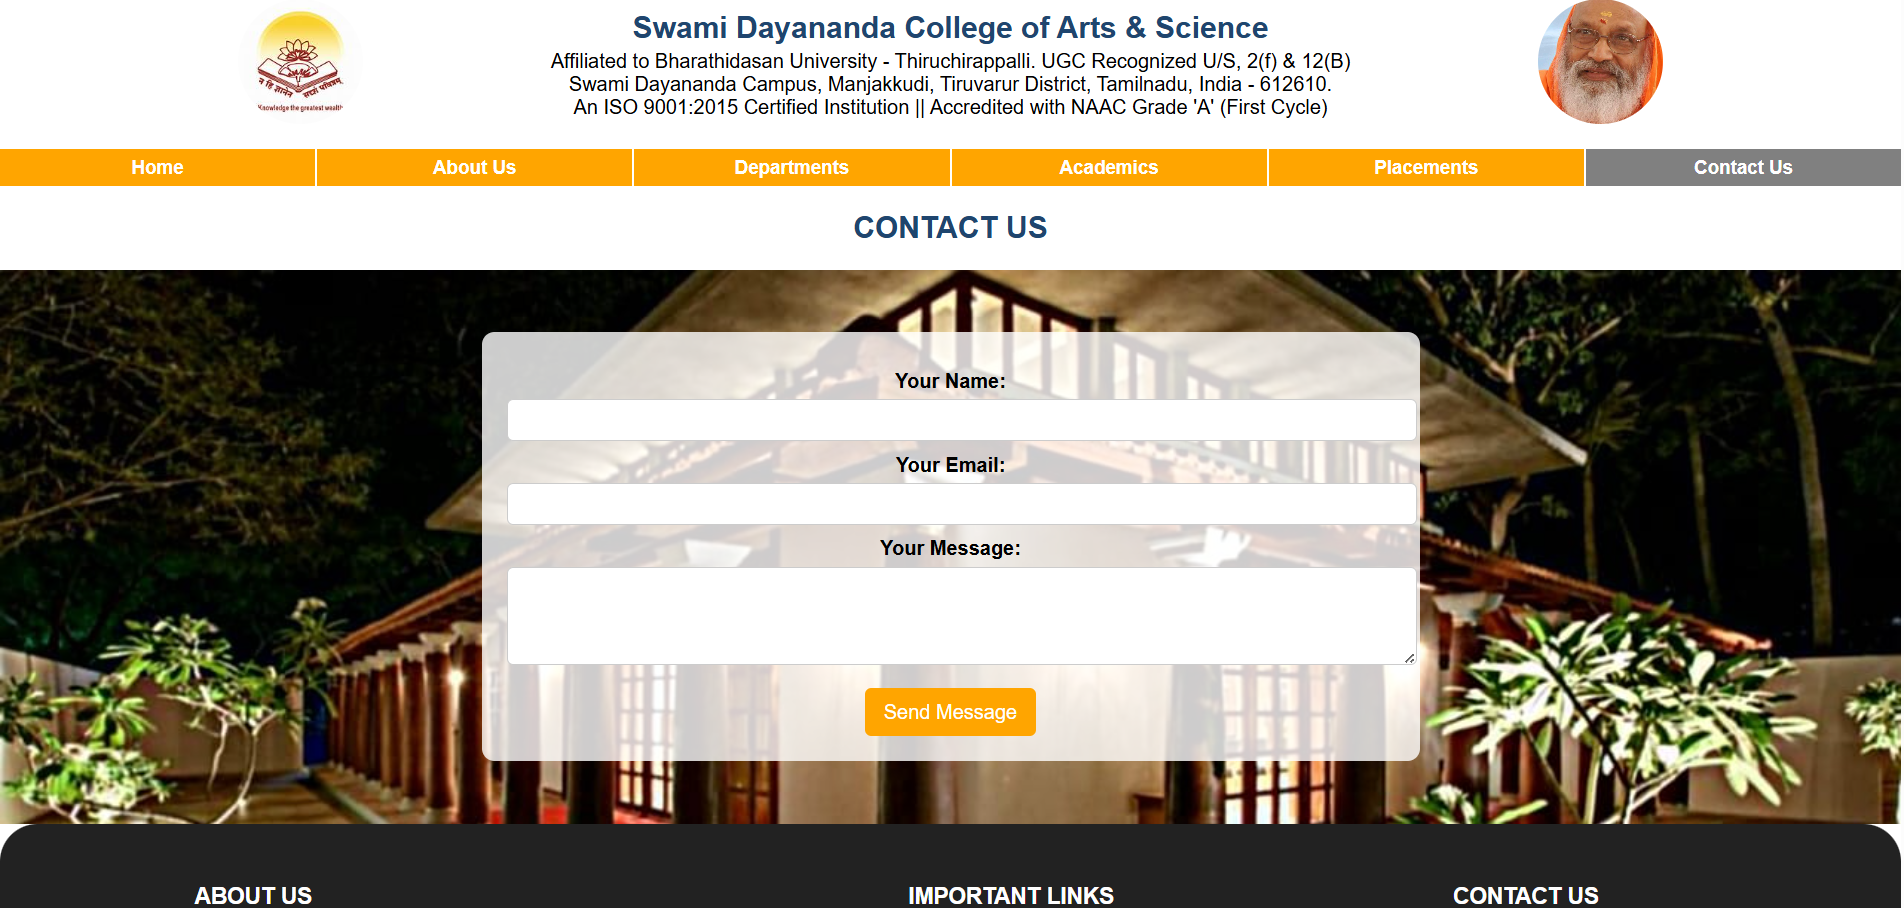 न हि ज्ञानेन सदृशं पवित्रम्
Knowledge the greatest wealth
Swami Dayananda College of Arts & Science
Affiliated to Bharathidasan University - Thiruchirappalli. UGC Recognized U/S, 2(f) & 12(B)
Swami Dayananda Campus, Manjakkudi, Tiruvarur District, Tamilnadu, India - 612610.
An ISO 9001:2015 Certified Institution || Accredited with NAAC Grade 'A' (First Cycle)
Home About Us Departments Academics Placements Contact Us
CONTACT US
Your Name:
Your Email:
Your Message:
Send Message
ABOUT US IMPORTANT LINKS CONTACT US